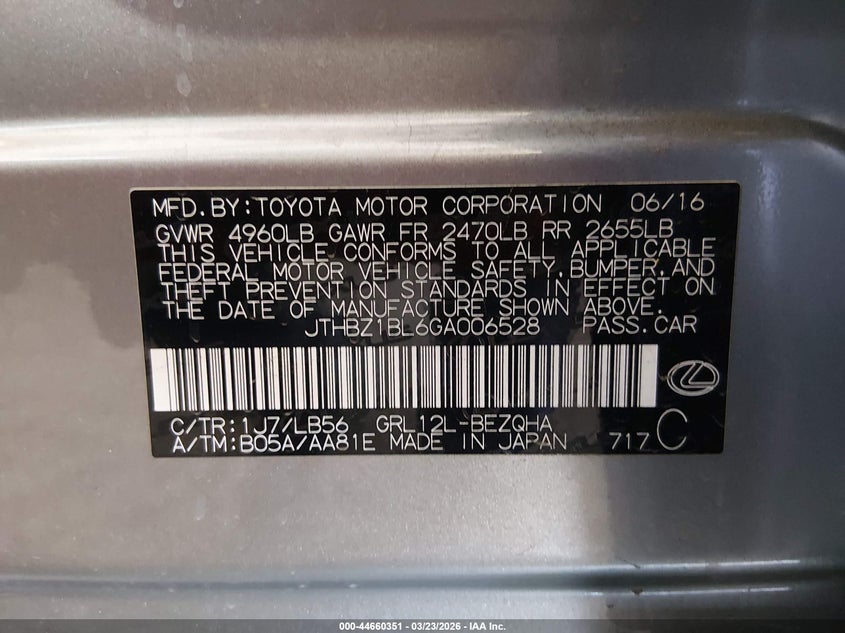 MFD.BY:TOYOTA MOTOR CORPORATION 06/16
GVWR 4960LB GAWR FR 2470LB RR 2655LB
THIS VEHICLE CONFORMS TO ALL APPLICABLE
FEDERAL MOTOR VEHICLE SAFETY,BUMPER,AND
THEFT PREVENTION STANDARDS IN EFFECT ON
THE DATE OF MANUFACTURE SHOWN ABOVE.
JTHBZ1BL6GA006528 PASS.CAR
C/TR:1J7/LB56 GRL12L-BEZQHA
A/TM:B05A/AA81E MADE IN JAPAN 717 C
000-44660351 | 03/23/2026 - IAA Inc.